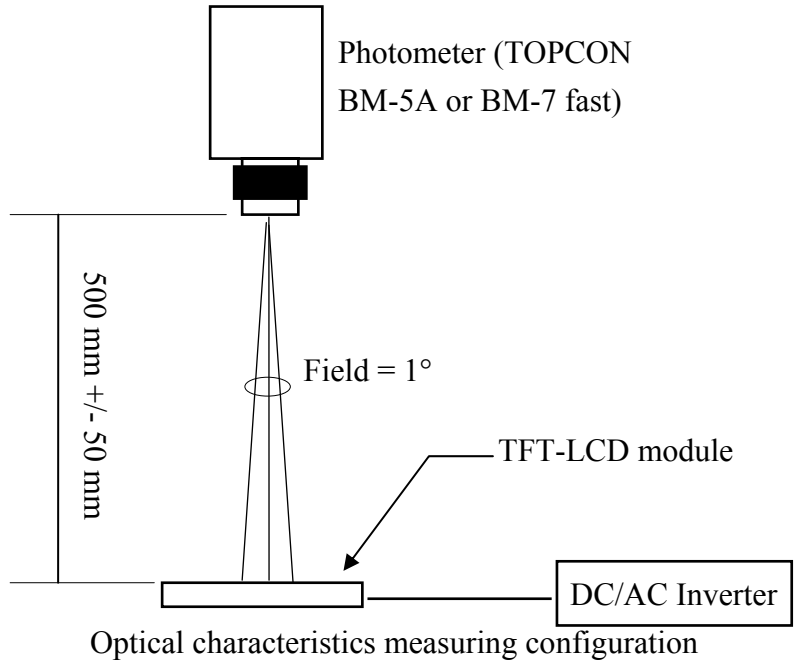 Photometer (TOPCON
BM-5A or BM-7 fast)
500 mm +/- 50 mm
Field = 1°
TFT-LCD module
DC/AC Inverter
Optical characteristics measuring configuration